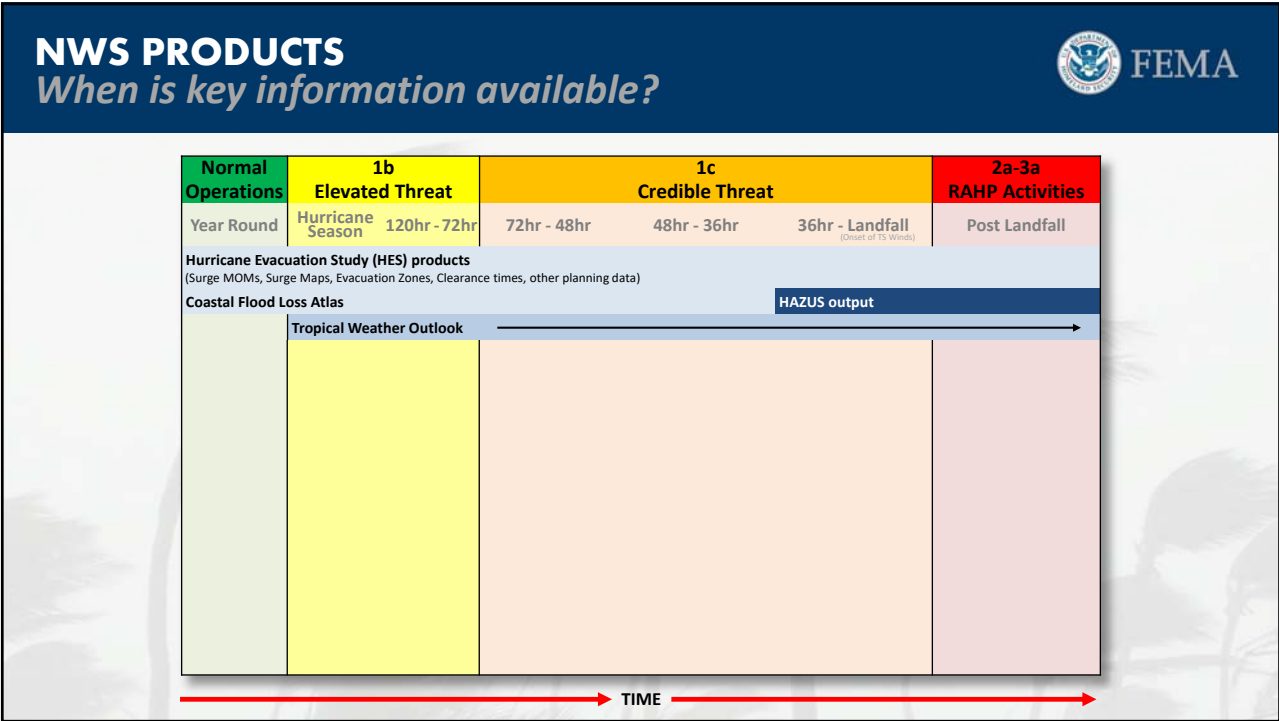 NWS PRODUCTS
When is key information available?
FEMA
Normal Operations
1b
Elevated Threat
1c
Credible Threat
2a-3a
RAHP Activities
Year Round
Hurricane Season
120hr - 72hr
72hr - 48hr
48hr - 36hr
36hr - Landfall
(Onset of TS Winds)
Post Landfall
Hurricane Evacuation Study (HES) products
(Surge MOMs, Surge Maps, Evacuation Zones, Clearance times, other planning data)
Coastal Flood Loss Atlas
HAZUS output
Tropical Weather Outlook
TIME